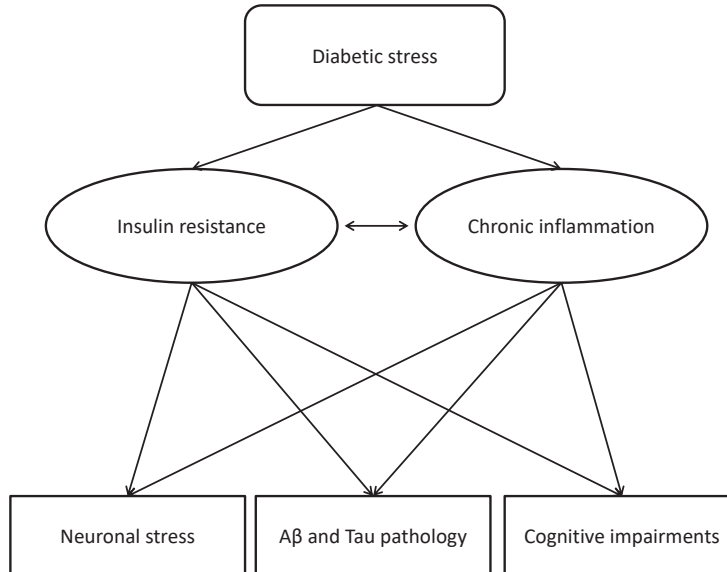 Diabetic stress
Insulin resistance
Chronic inflammation
Neuronal stress
Aβ and Tau pathology
Cognitive impairments